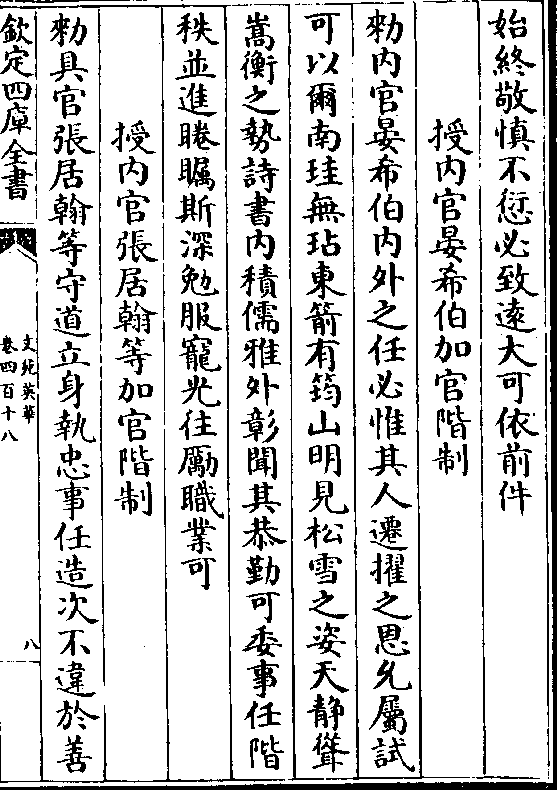 始終敬慎不愆必致遠大可依前件
授内官晏希伯加官階制
勅内官晏希伯内外之任必惟其人遷擢之恩允屬試
可以爾南珪無玷東箭有筠山明見松雪之姿天静聳
嵩衡之勢詩書内積儒雅外彰聞其恭勤可委事任階
秩並進睠矚斯深勉服寵光往勵職業可
授内官張居翰等加官階制
勅具官張居翰等守道立身執忠事任造次不違於善
欽定四庫全書
文苑英華
卷四百十八
八